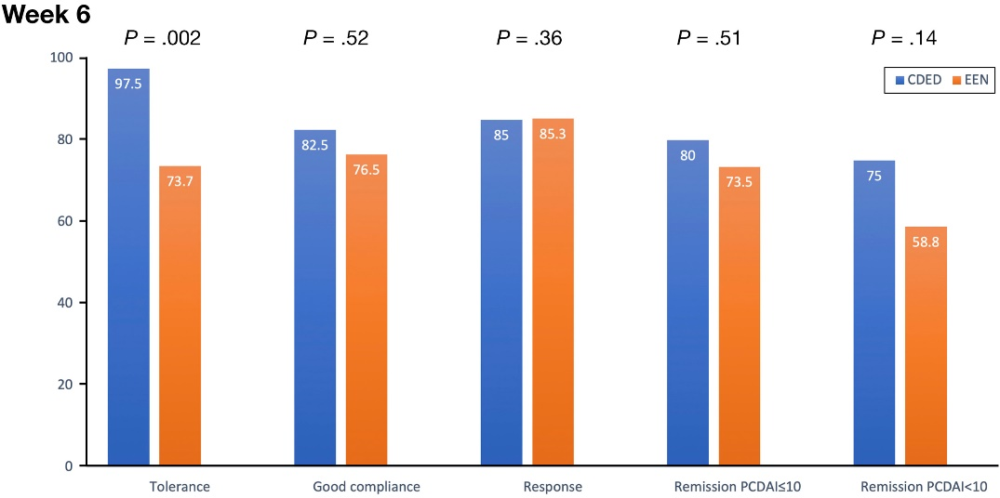 Week 6
P = .002 P = .52 P = .36 P = .51 P = .14
CDED EEN
100
80
60
40
20
0
97.5 73.7 82.5 76.5 85 85.3 80 73.5 75 58.8
Tolerance Good compliance Response Remission PCDAI≤10 Remission PCDAI<10